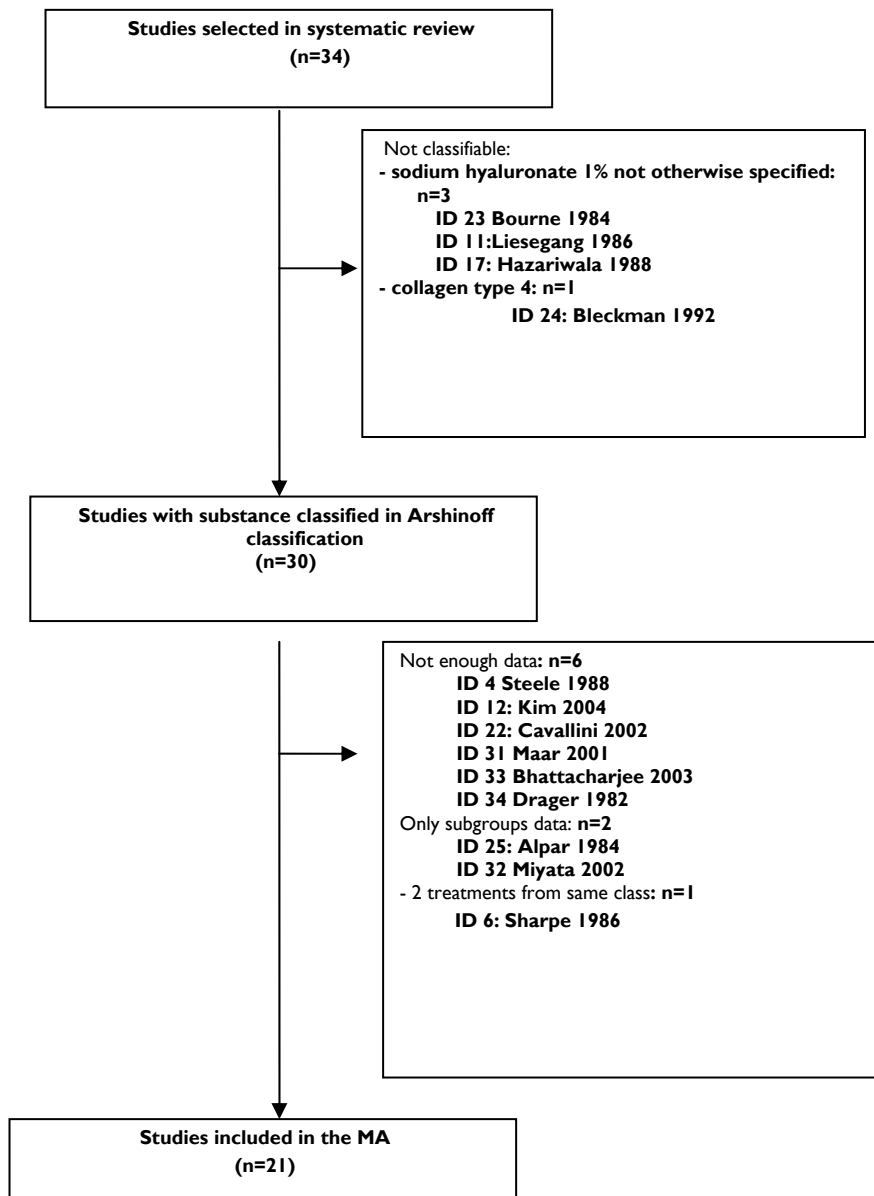 Studies selected in systematic review
(n=34)
Not classifiable:
- sodium hyaluronate 1% not otherwise specified:
n=3
ID 23 Bourne 1984
ID 11:Liesegang 1986
ID 17: Hazariwala 1988
- collagen type 4: n=1
ID 24: Bleckman 1992
Studies with substance classified in Arshinoff
classification
(n=30)
Not enough data: n=6
ID 4 Steele 1988
ID 12: Kim 2004
ID 22: Cavallini 2002
ID 31 Maar 2001
ID 33 Bhattacharjee 2003
ID 34 Drager 1982
Only subgroups data: n=2
ID 25: Alpar 1984
ID 32 Miyata 2002
- 2 treatments from same class: n=1
ID 6: Sharpe 1986
Studies included in the MA
(n=21)